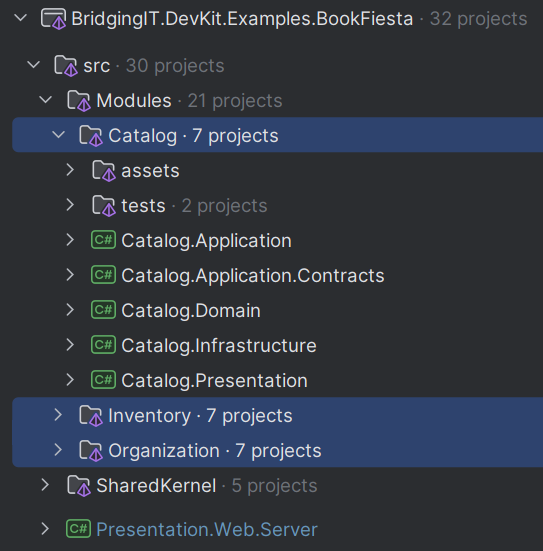 BridgingIT.DevKit.Examples.BookFiesta · 32 projects
src · 30 projects
Modules · 21 projects
Catalog · 7 projects
assets
tests · 2 projects
C# Catalog.Application
C# Catalog.Application.Contracts
C# Catalog.Domain
C# Catalog.Infrastructure
C# Catalog.Presentation
Inventory · 7 projects
Organization · 7 projects
SharedKernel · 5 projects
C# Presentation.Web.Server